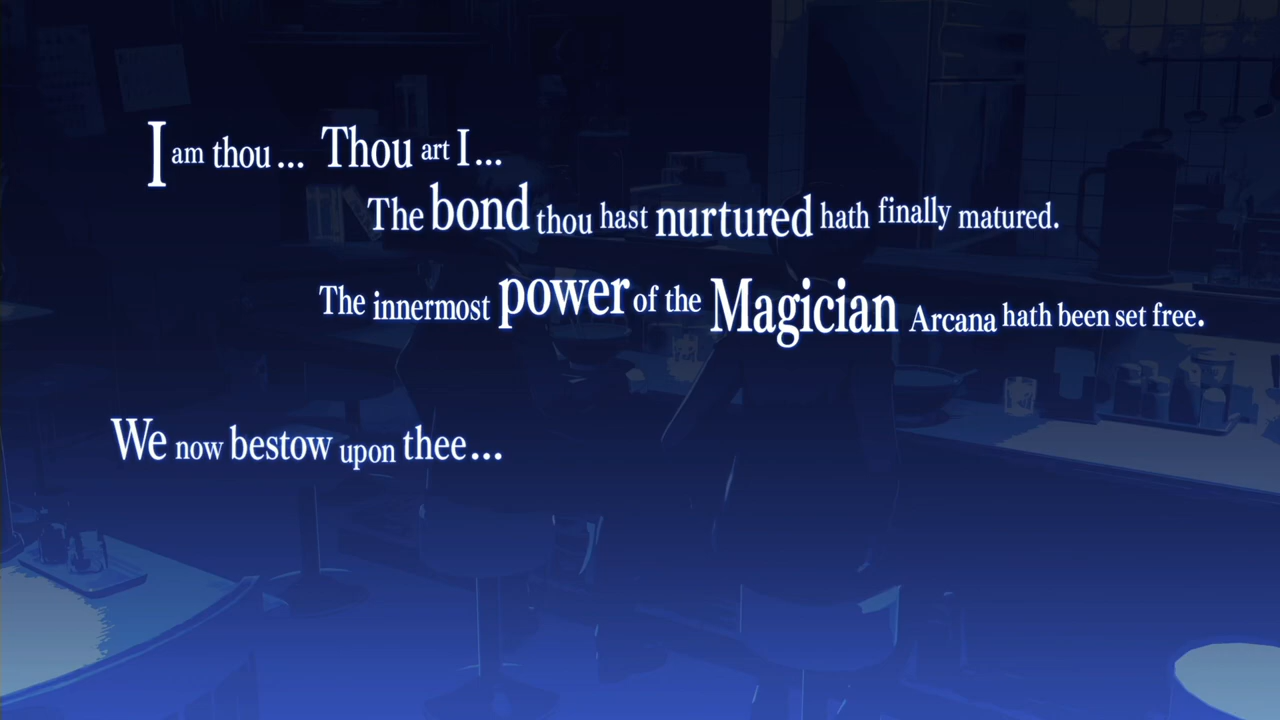 I am thou... Thou art I...
The bond thou hast nurtured hath finally matured.
The innermost power of the Magician Arcana hath been set free.
We now bestow upon thee...